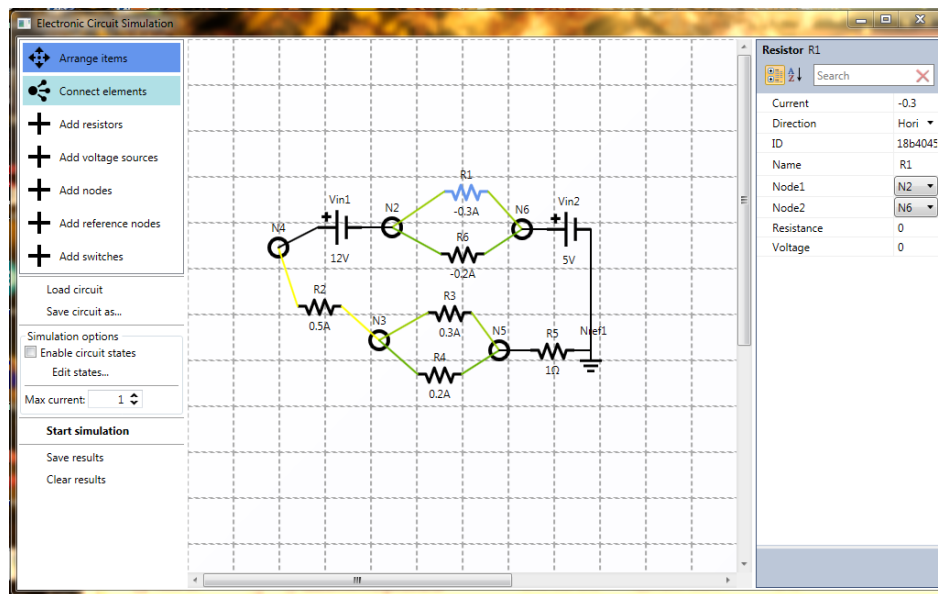 Electronic Circuit Simulation
Arrange items
Connect elements
Add resistors
Add voltage sources
Add nodes
Add reference nodes
Add switches
Load circuit
Save circuit as...
Simulation options
Enable circuit states
Edit states...
Max current: 1
Start simulation
Save results
Clear results
R1
-0.3A
Vin1
N2
N6
Vin2
N4
R6
12V
5V
-0.2A
R2
R3
0.5A
N3
0.3A
N5
R5
Nref1
R4
1Ω
0.2A
Resistor R1
A
Z
Search
Current -0.3
Direction Hori
ID 18b4045
Name R1
Node1 N2
Node2 N6
Resistance 0
Voltage 0